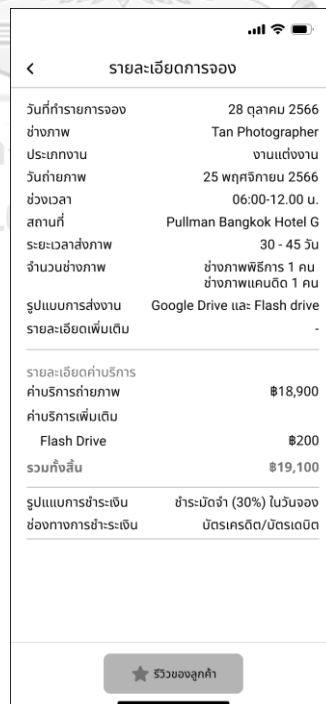 รายละเอียดการจอง
วันที่ทำรายการจอง 28 ตุลาคม 2566
ช่างภาพ Tan Photographer
ประเภทงาน งานแต่งงาน
วันถ่ายภาพ 25 พฤศจิกายน 2566
ช่วงเวลา 06:00-12.00 น.
สถานที่ Pullman Bangkok Hotel G
ระยะเวลาส่งภาพ 30 - 45 วัน
จำนวนช่างภาพ ช่างภาพพิธีการ 1 คน
ช่างภาพแคนดิด 1 คน
รูปแบบการส่งงาน Google Drive และ Flash drive
รายละเอียดเพิ่มเติม -
รายละเอียดค่าบริการ
ค่าบริการถ่ายภาพ ฿18,900
ค่าบริการเพิ่มเติม
Flash Drive ฿200
รวมทั้งสิ้น ฿19,100
รูปแแบการชำระเงิน ชำระมัดจำ (30%) ในวันจอง
ช่องทางการชำะระเงิน บัตรเครดิต/บัตรเดบิต
รีวิวของลูกค้า